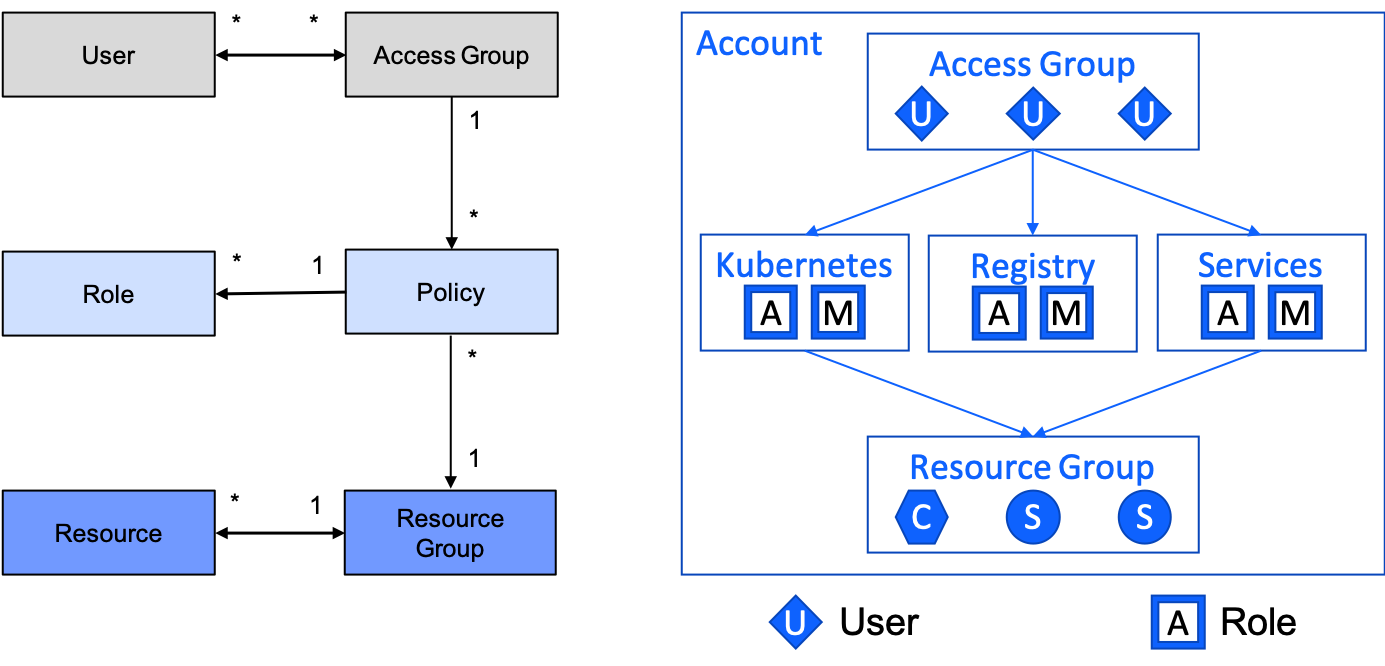 * *
User
Access Group
1
*
* 1
Role
Policy
*
1
* 1
Resource
Resource
Group
Account
Access Group
U U U
Kubernetes
A M
Registry
A M
Services
A M
Resource Group
C S S
U User
A Role